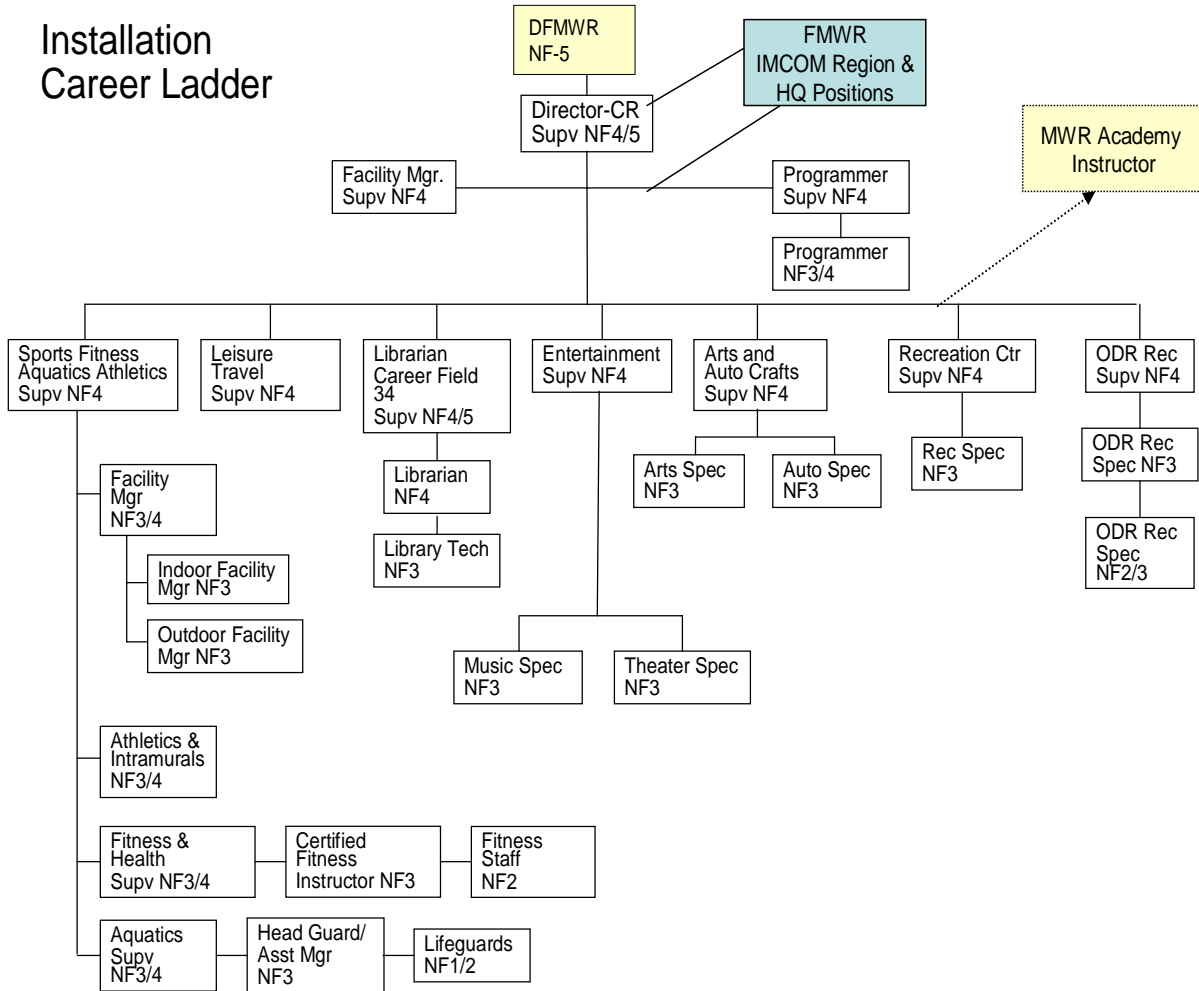 Installation
Career Ladder
DFMWR
NF-5
FMWR
IMCOM Region &
HQ Positions
Director-CR
Supv NF4/5
MWR Academy
Instructor
Facility Mgr.
Supv NF4
Programmer
Supv NF4
Programmer
NF3/4
Sports Fitness
Aquatics Athletics
Supv NF4
Leisure
Travel
Supv NF4
Librarian
Career Field
34
Supv NF4/5
Entertainment
Supv NF4
Arts and
Auto Crafts
Supv NF4
Recreation Ctr
Supv NF4
ODR Rec
Supv NF4
Facility
Mgr
NF3/4
Indoor Facility
Mgr NF3
Outdoor Facility
Mgr NF3
Librarian
NF4
Library Tech
NF3
Arts Spec
NF3
Auto Spec
NF3
Rec Spec
NF3
ODR Rec
Spec NF3
ODR Rec
Spec
NF2/3
Music Spec
NF3
Theater Spec
NF3
Athletics &
Intramurals
NF3/4
Fitness &
Health
Supv NF3/4
Certified
Fitness
Instructor NF3
Fitness
Staff
NF2
Aquatics
Supv
NF3/4
Head Guard/
Asst Mgr
NF3
Lifeguards
NF1/2